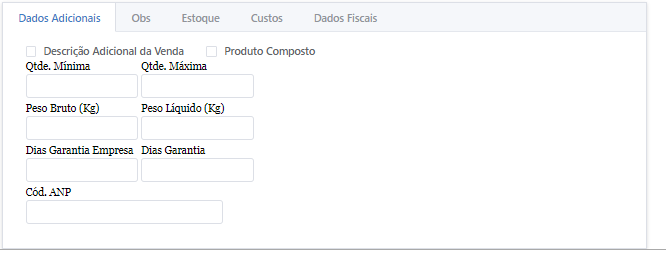 Dados Adicionais Obs Estoque Custos Dados Fiscais
Descrição Adicional da Venda Produto Composto
Qtde. Mínima Qtde. Máxima
Peso Bruto (Kg) Peso Líquido (Kg)
Dias Garantia Empresa Dias Garantia
Cód. ANP